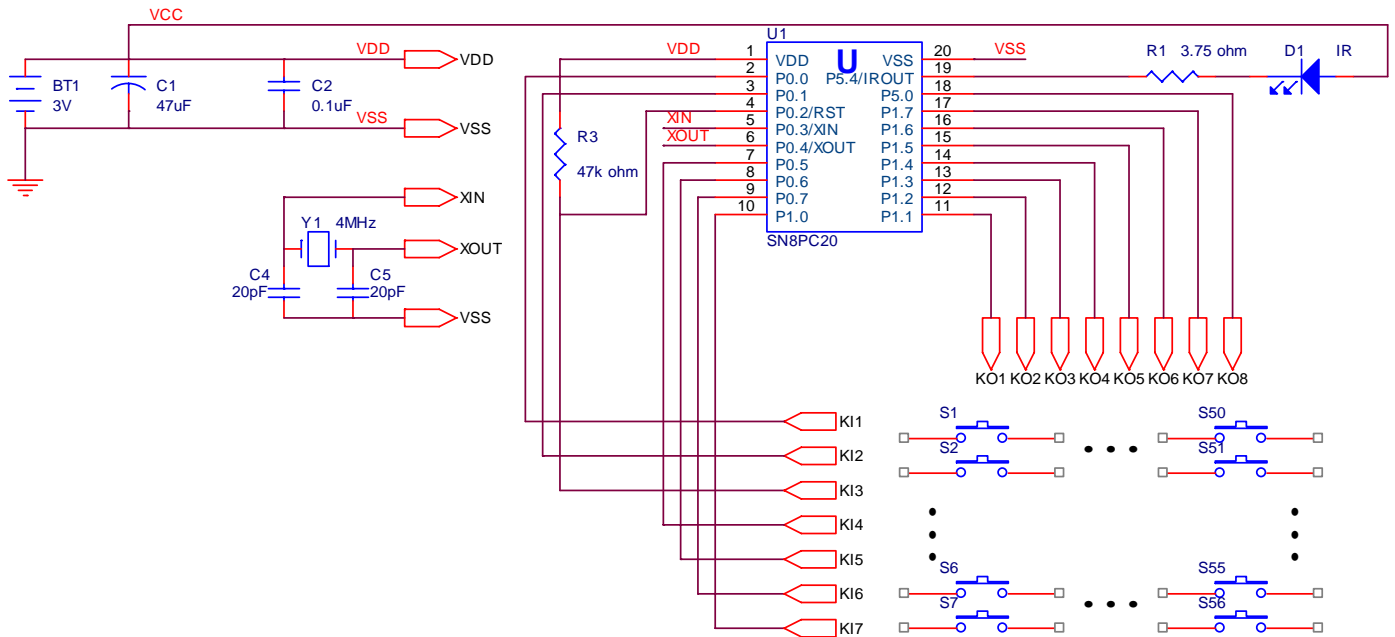 VCC
U1
VDD
VDD
VDD
1
VDD
U
VSS
20
VSS
R1 3.75 ohm
D1
IR
BT1
3V
C1
47uF
C2
0.1uF
2
P0.0
P5.4/IROUT
19
3
P0.1
P5.0
18
VSS
VSS
4
P0.2/RST
P1.7
17
XIN
5
P0.3/XIN
P1.6
16
XOUT
6
P0.4/XOUT
P1.5
15
R3
47k ohm
7
P0.5
P1.4
14
8
P0.6
P1.3
13
9
P0.7
P1.2
12
10
P1.0
P1.1
11
SN8PC20
XIN
Y1 4MHz
XOUT
C4
20pF
C5
20pF
VSS
KO1 KO2 KO3 KO4 KO5 KO6 KO7 KO8
KI1
S1
S50
KI2
S2
S51
KI3
KI4
KI5
KI6
S6
S55
KI7
S7
S56